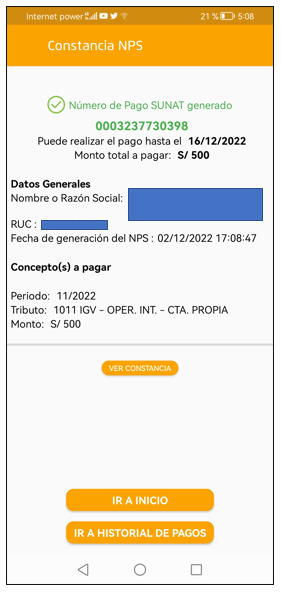 Internet power 21 % 5:08
Constancia NPS
Número de Pago SUNAT generado
0003237730398
Puede realizar el pago hasta el 16/12/2022
Monto total a pagar: S/ 500
Datos Generales
Nombre o Razón Social:
RUC :
Fecha de generación del NPS : 02/12/2022 17:08:47
Concepto(s) a pagar
Periodo: 11/2022
Tributo: 1011 IGV - OPER. INT. - CTA. PROPIA
Monto: S/ 500
VER CONSTANCIA
IR A INICIO
IR A HISTORIAL DE PAGOS